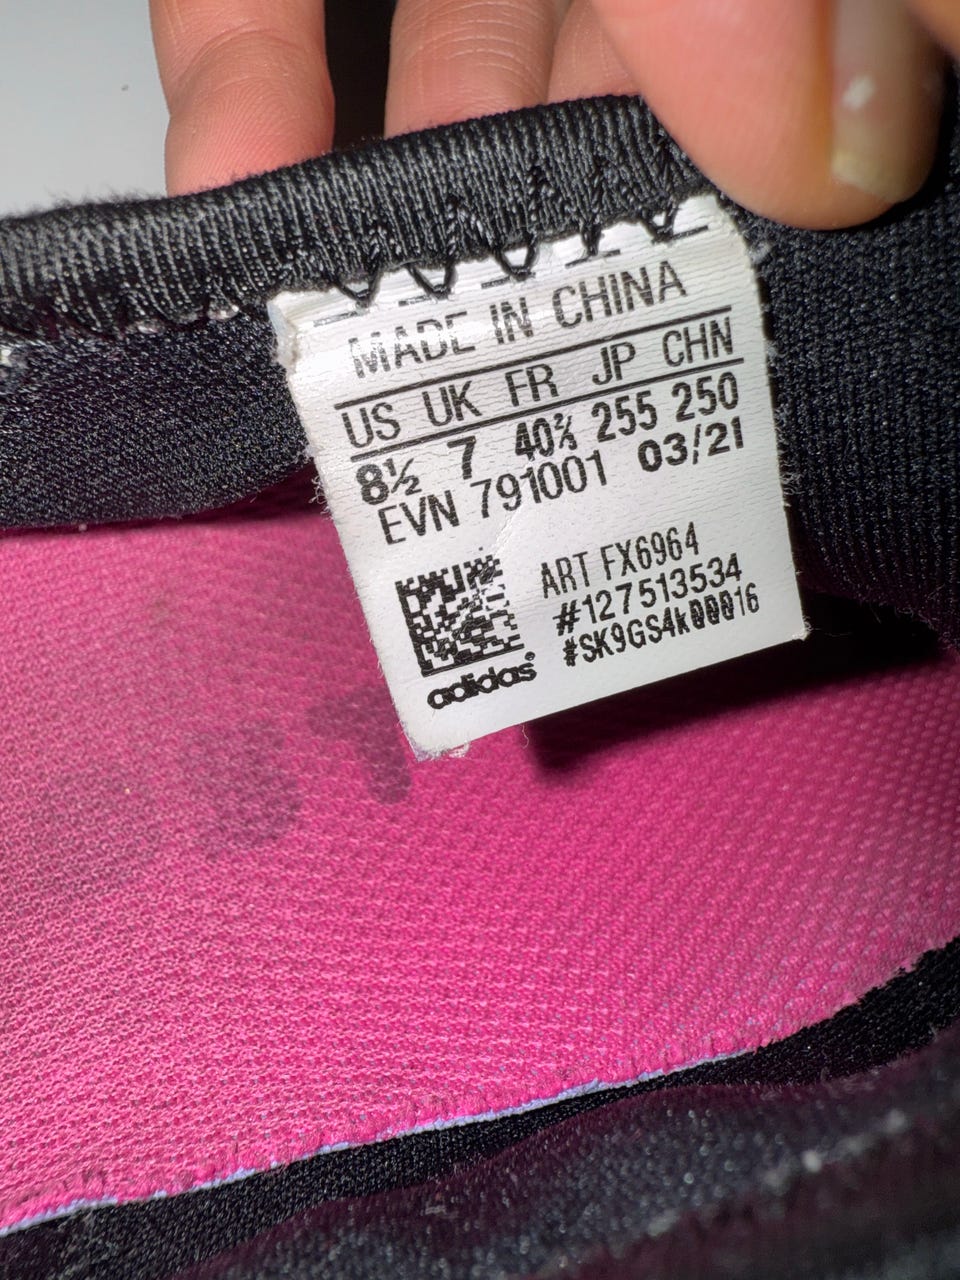 MADE IN CHINA
US UK FR JP CHN
8½ 7 40⅔ 255 250
EVN 791001 03/21
ART FX6964
#127513534
#SK9GS4k00016
adidas®